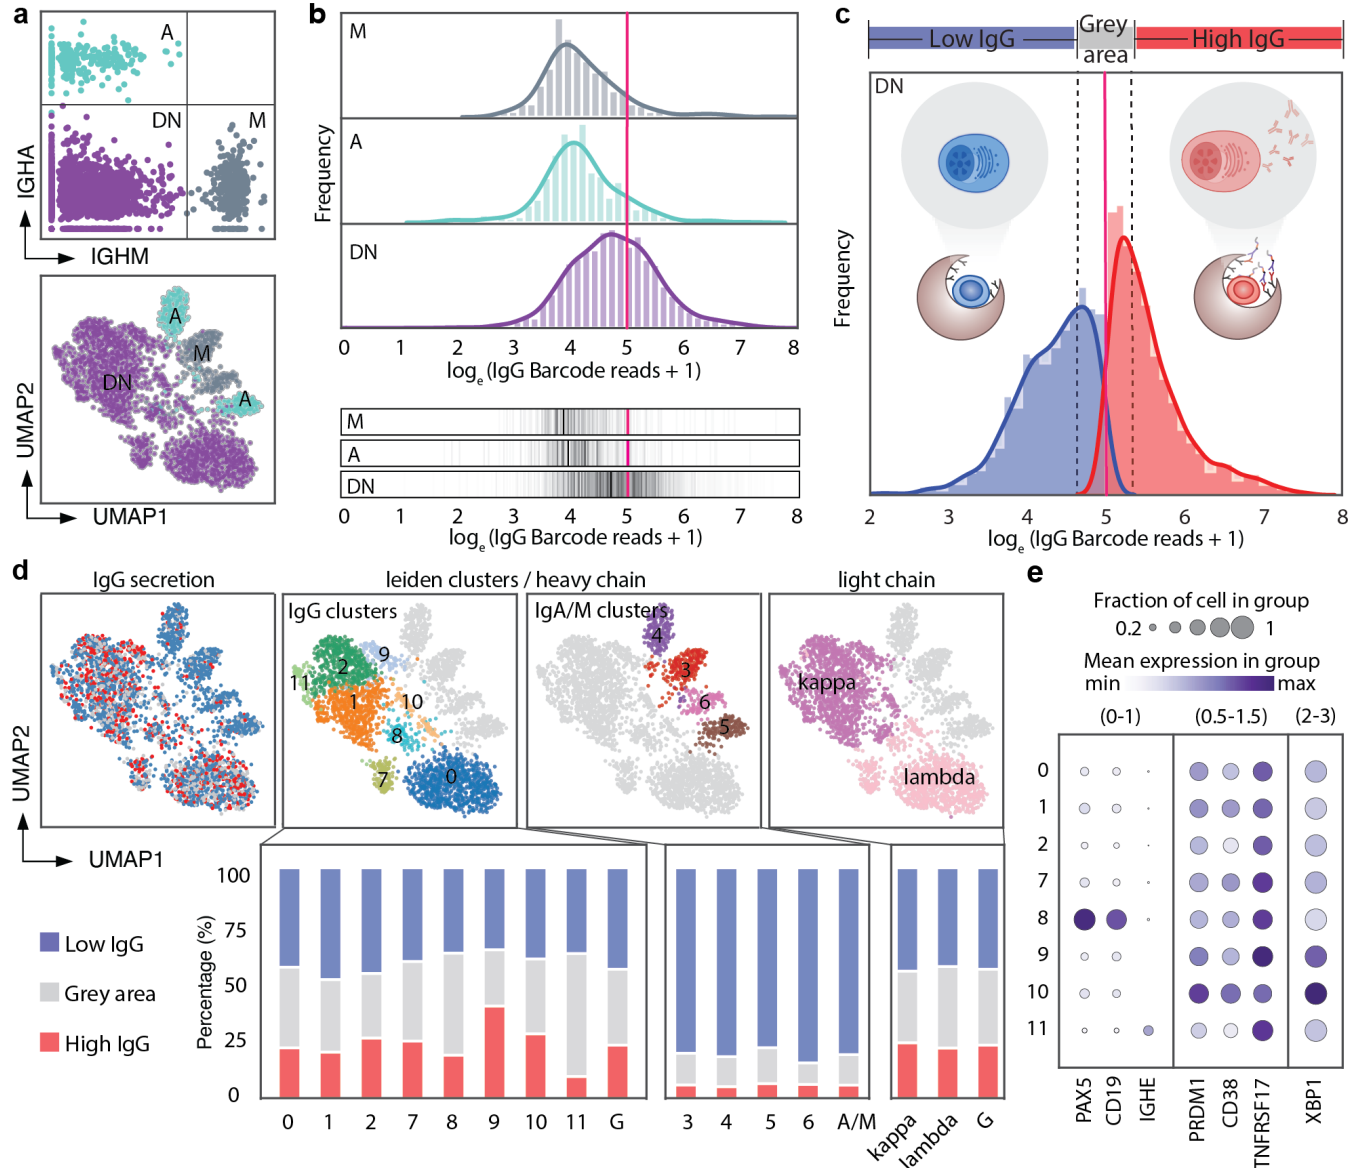 a
A
DN
M
IGHA
IGHM
A
M
DN
A
UMAP2
UMAP1
b
M
A
DN
Frequency
0 1 2 3 4 5 6 7 8
logₑ (IgG Barcode reads + 1)
M
A
DN
0 1 2 3 4 5 6 7 8
logₑ (IgG Barcode reads + 1)
c
Low IgG
Grey
area
High IgG
DN
Frequency
2 3 4 5 6 7 8
logₑ (IgG Barcode reads + 1)
d
IgG secretion
leiden clusters / heavy chain
light chain
IgG clusters
2
9
11
1
10
8
7
0
IgA/M clusters
4
3
6
5
kappa
lambda
UMAP2
UMAP1
Low IgG
Grey area
High IgG
Percentage (%)
100
75
50
25
0
0 1 2 7 8 9 10 11 G
3 4 5 6 A/M
kappa lambda G
e
Fraction of cell in group
0.2 1
Mean expression in group
min max
(0-1) (0.5-1.5) (2-3)
0
1
2
7
8
9
10
11
PAX5 CD19 IGHE PRDM1 CD38 TNFRSF17 XBP1